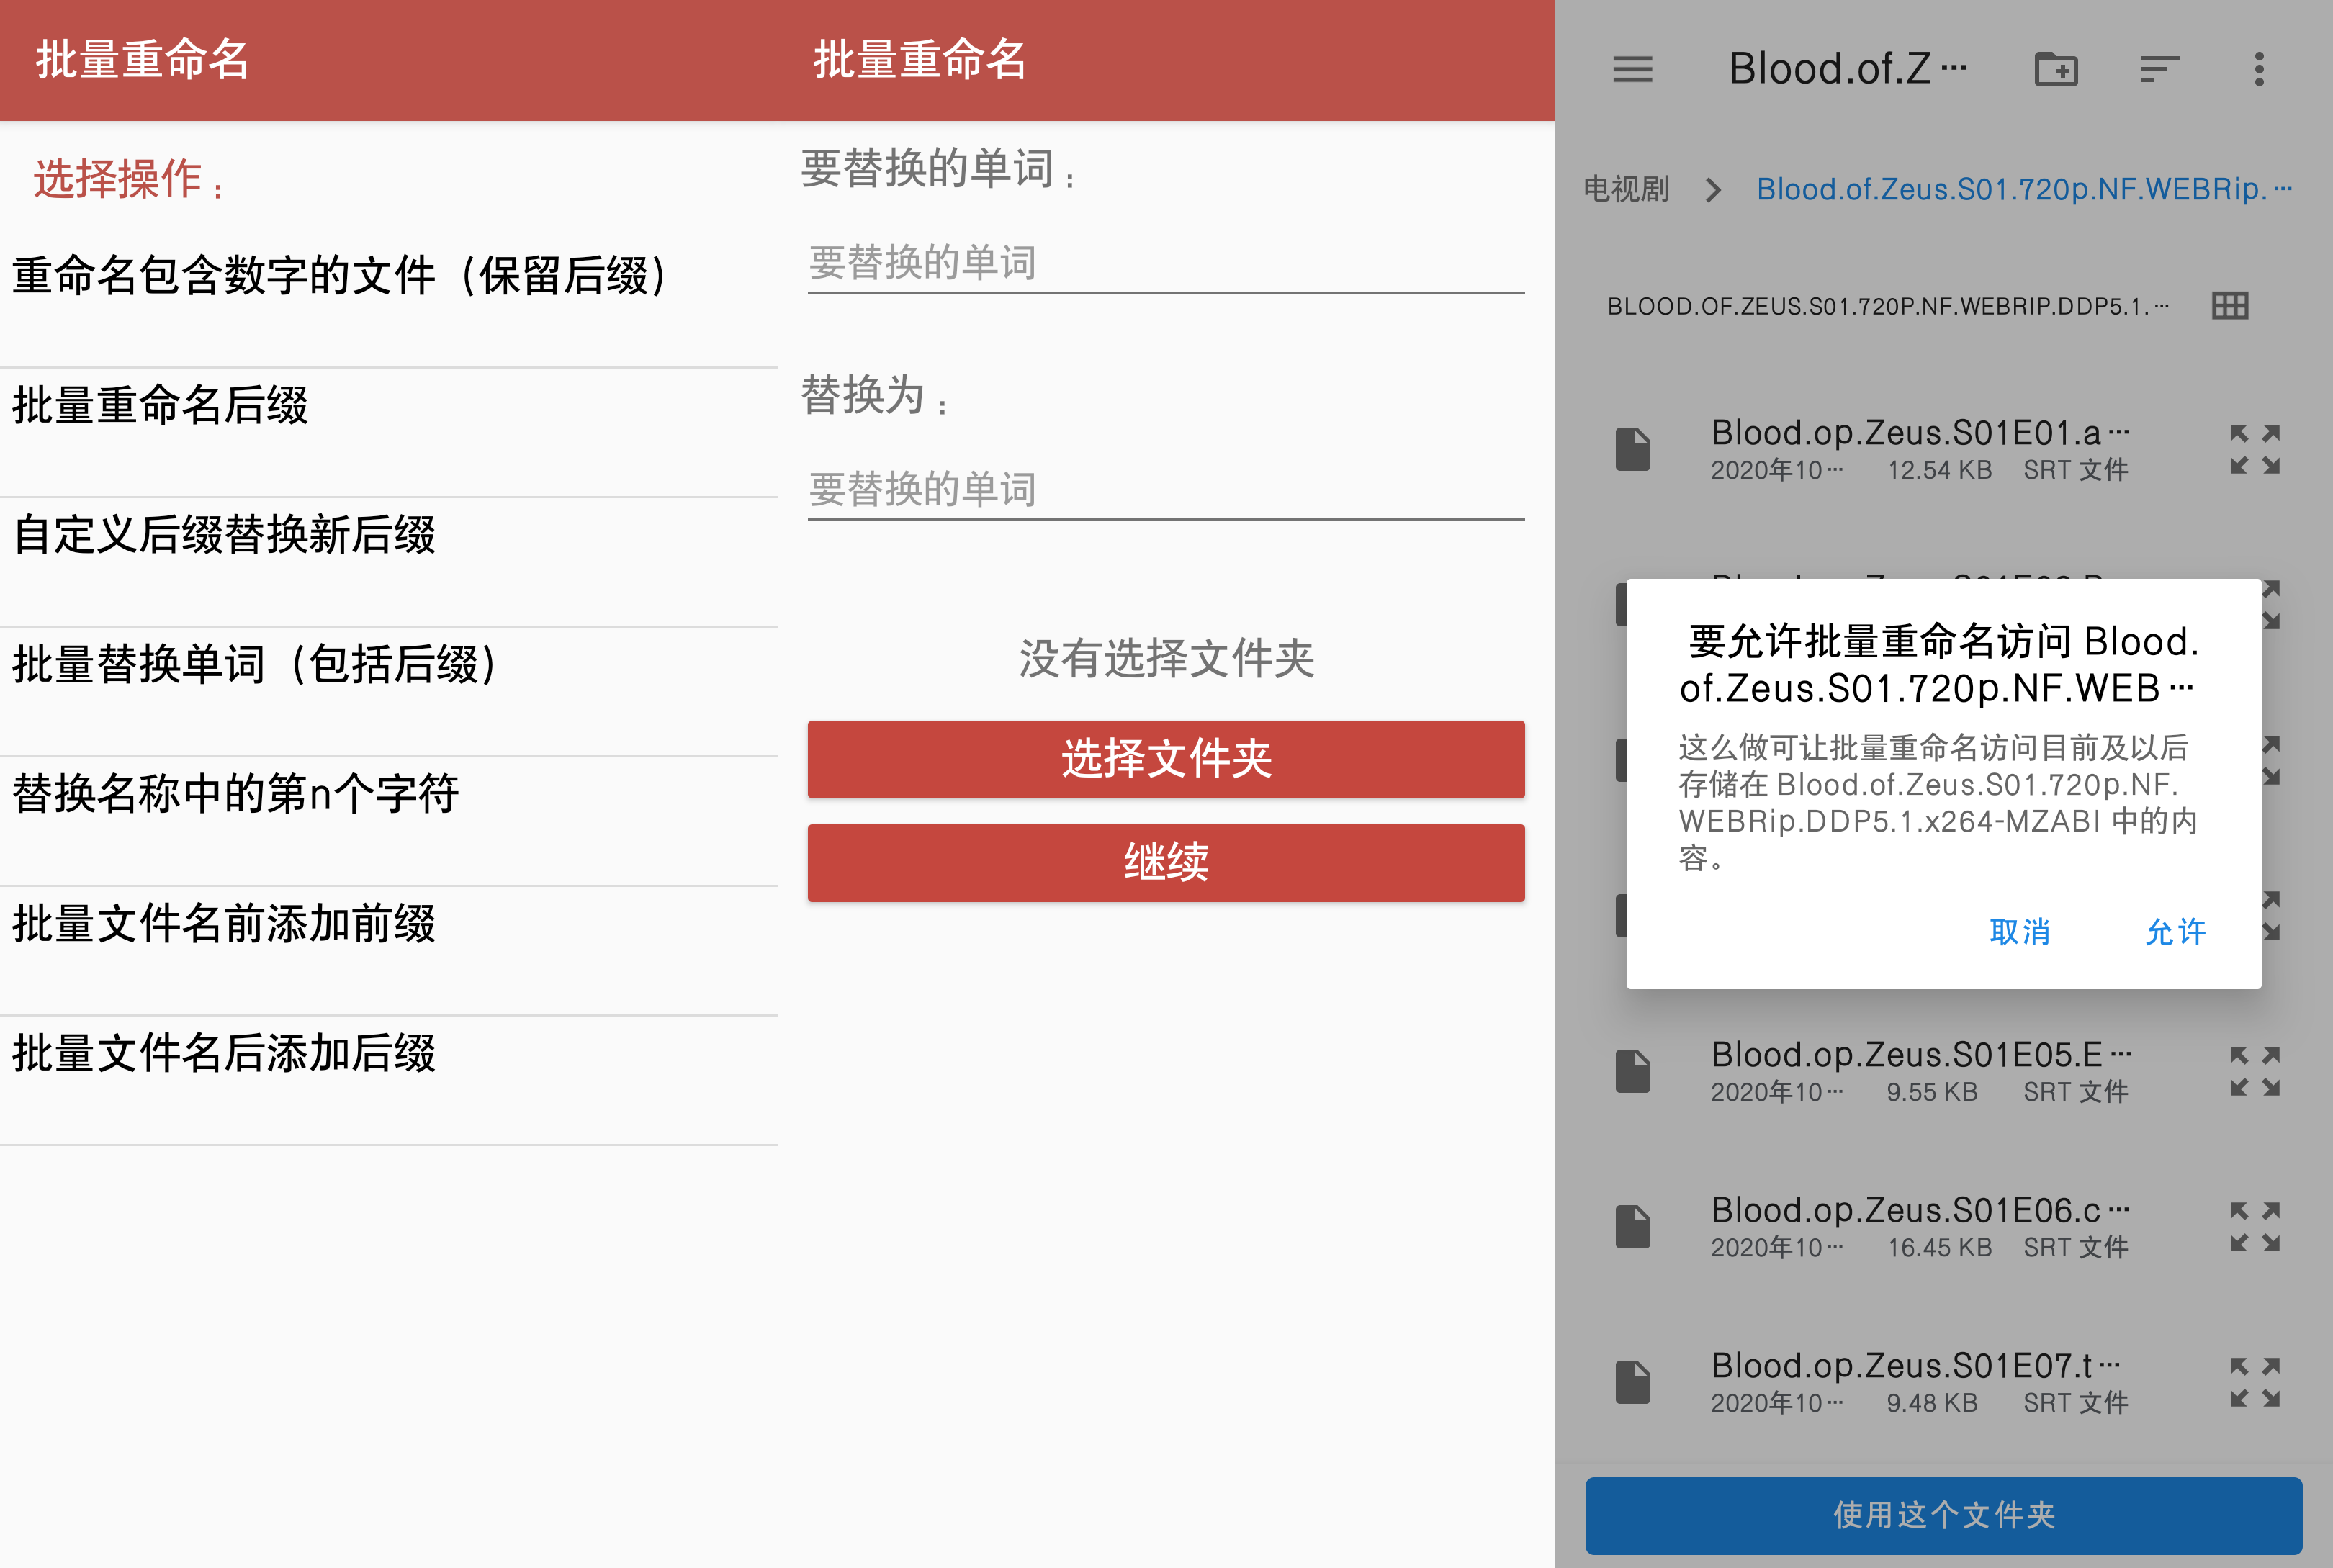 批量重命名
选择操作：
重命名包含数字的文件（保留后缀）
批量重命名后缀
自定义后缀替换新后缀
批量替换单词（包括后缀）
替换名称中的第n个字符
批量文件名前添加前缀
批量文件名后添加后缀
批量重命名
要替换的单词：
要替换的单词
替换为：
要替换的单词
没有选择文件夹
选择文件夹
继续
Blood.of.Z…
电视剧 > Blood.of.Zeus.S01.720p.NF.WEBRip.…
BLOOD.OF.ZEUS.S01.720P.NF.WEBRIP.DDP5.1.…
Blood.op.Zeus.S01E01.a…
2020年10… 12.54 KB SRT 文件
要允许批量重命名访问 Blood.
of.Zeus.S01.720p.NF.WEB…
这么做可让批量重命名访问目前及以后
存储在 Blood.of.Zeus.S01.720p.NF.
WEBRip.DDP5.1.x264-MZABI 中的内
容。
取消 允许
Blood.op.Zeus.S01E05.E…
2020年10… 9.55 KB SRT 文件
Blood.op.Zeus.S01E06.c…
2020年10… 16.45 KB SRT 文件
Blood.op.Zeus.S01E07.t…
2020年10… 9.48 KB SRT 文件
使用这个文件夹